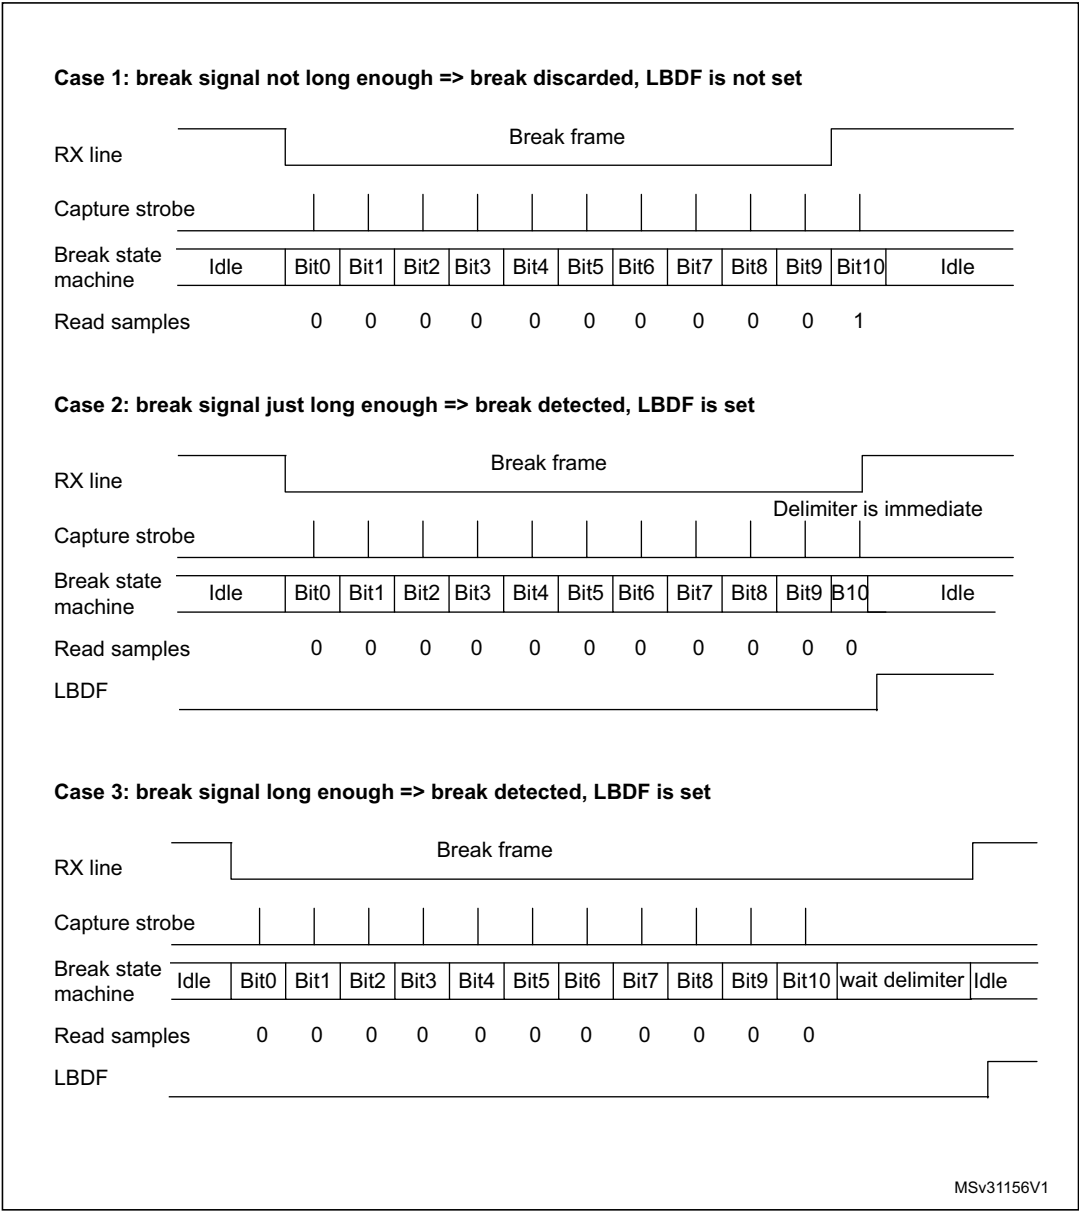 Case 1: break signal not long enough => break discarded, LBDF is not set
Break frame
RX line
Capture strobe
Break state machine Idle Bit0 Bit1 Bit2 Bit3 Bit4 Bit5 Bit6 Bit7 Bit8 Bit9 Bit10 Idle
Read samples 0 0 0 0 0 0 0 0 0 0 1
Case 2: break signal just long enough => break detected, LBDF is set
Break frame
RX line
Delimiter is immediate
Capture strobe
Break state machine Idle Bit0 Bit1 Bit2 Bit3 Bit4 Bit5 Bit6 Bit7 Bit8 Bit9 B10 Idle
Read samples 0 0 0 0 0 0 0 0 0 0 0
LBDF
Case 3: break signal long enough => break detected, LBDF is set
Break frame
RX line
Capture strobe
Break state machine Idle Bit0 Bit1 Bit2 Bit3 Bit4 Bit5 Bit6 Bit7 Bit8 Bit9 Bit10 wait delimiter Idle
Read samples 0 0 0 0 0 0 0 0 0 0 0
LBDF
MSv31156V1